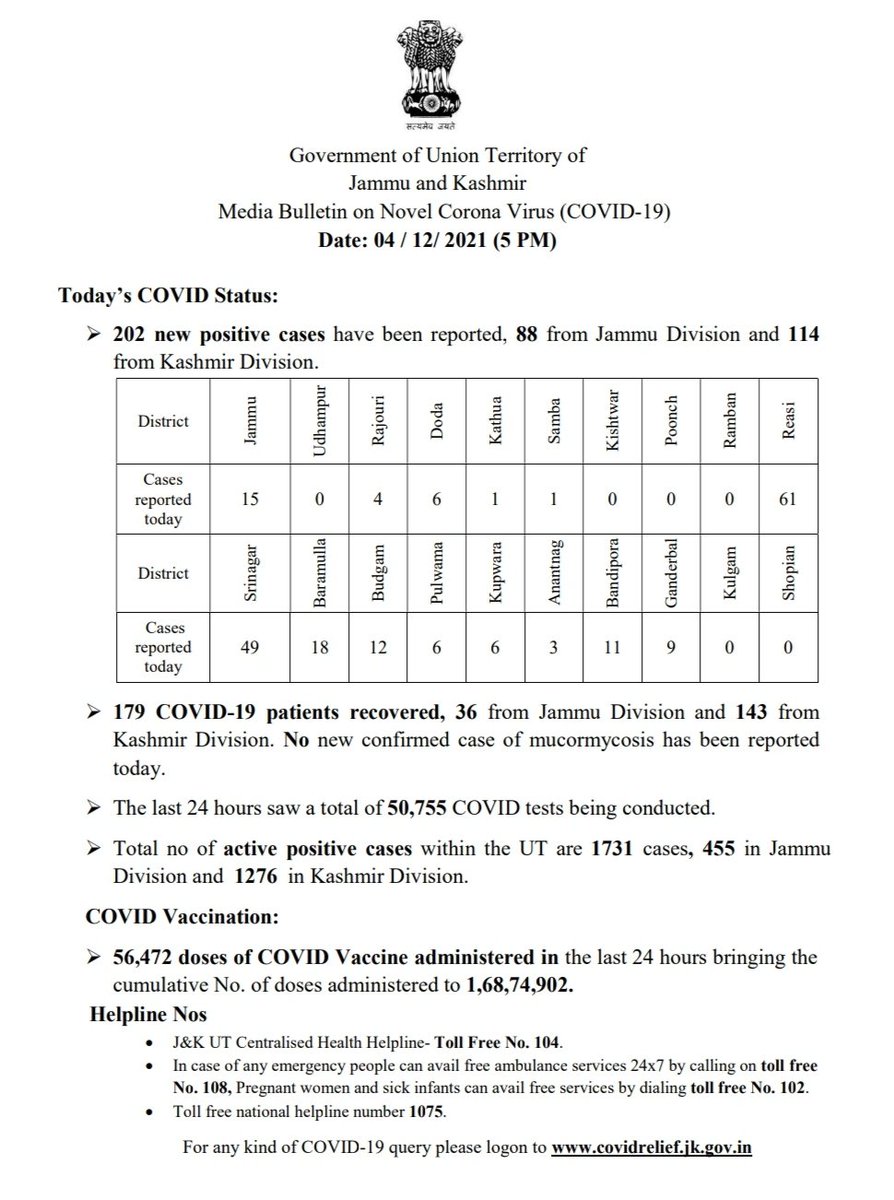 सत्यमेव जयते
Government of Union Territory of
Jammu and Kashmir
Media Bulletin on Novel Corona Virus (COVID-19)
Date: 04 / 12/ 2021 (5 PM)
Today’s COVID Status:
➢ 202 new positive cases have been reported, 88 from Jammu Division and 114
from Kashmir Division.
District Jammu Udhampur Rajouri Doda Kathua Samba Kishtwar Poonch Ramban Reasi
Cases
reported
today
15 0 4 6 1 1 0 0 0 61
District Srinagar Baramulla Budgam Pulwama Kupwara Anantnag Bandipora Ganderbal Kulgam Shopian
Cases
reported
today
49 18 12 6 6 3 11 9 0 0
➢ 179 COVID-19 patients recovered, 36 from Jammu Division and 143 from
Kashmir Division. No new confirmed case of mucormycosis has been reported
today.
➢ The last 24 hours saw a total of 50,755 COVID tests being conducted.
➢ Total no of active positive cases within the UT are 1731 cases, 455 in Jammu
Division and 1276 in Kashmir Division.
COVID Vaccination:
➢ 56,472 doses of COVID Vaccine administered in the last 24 hours bringing the
cumulative No. of doses administered to 1,68,74,902.
Helpline Nos
• J&K UT Centralised Health Helpline- Toll Free No. 104.
• In case of any emergency people can avail free ambulance services 24x7 by calling on toll free
No. 108, Pregnant women and sick infants can avail free services by dialing toll free No. 102.
• Toll free national helpline number 1075.
For any kind of COVID-19 query please logon to www.covidrelief.jk.gov.in